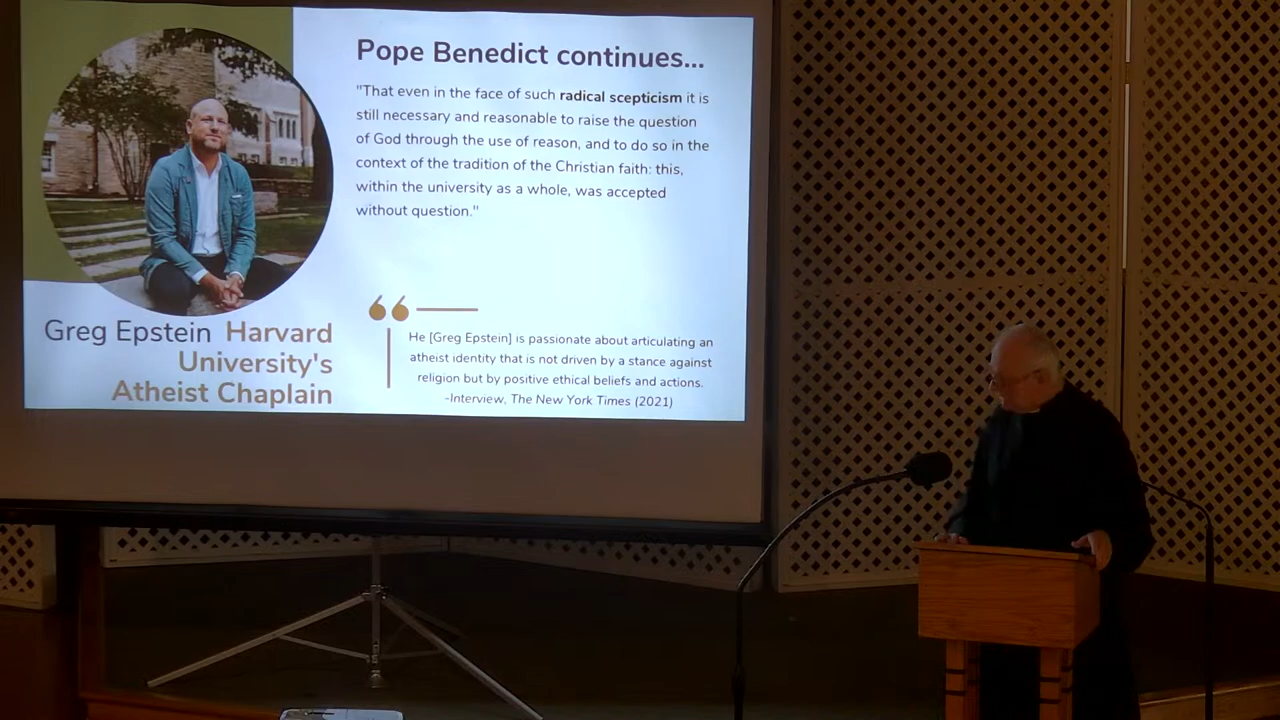 Pope Benedict continues...
"That even in the face of such radical scepticism it is
still necessary and reasonable to raise the question
of God through the use of reason, and to do so in the
context of the tradition of the Christian faith: this,
within the university as a whole, was accepted
without question."
Greg Epstein Harvard
University's
Atheist Chaplain
He [Greg Epstein] is passionate about articulating an
atheist identity that is not driven by a stance against
religion but by positive ethical beliefs and actions.
-Interview, The New York Times (2021)